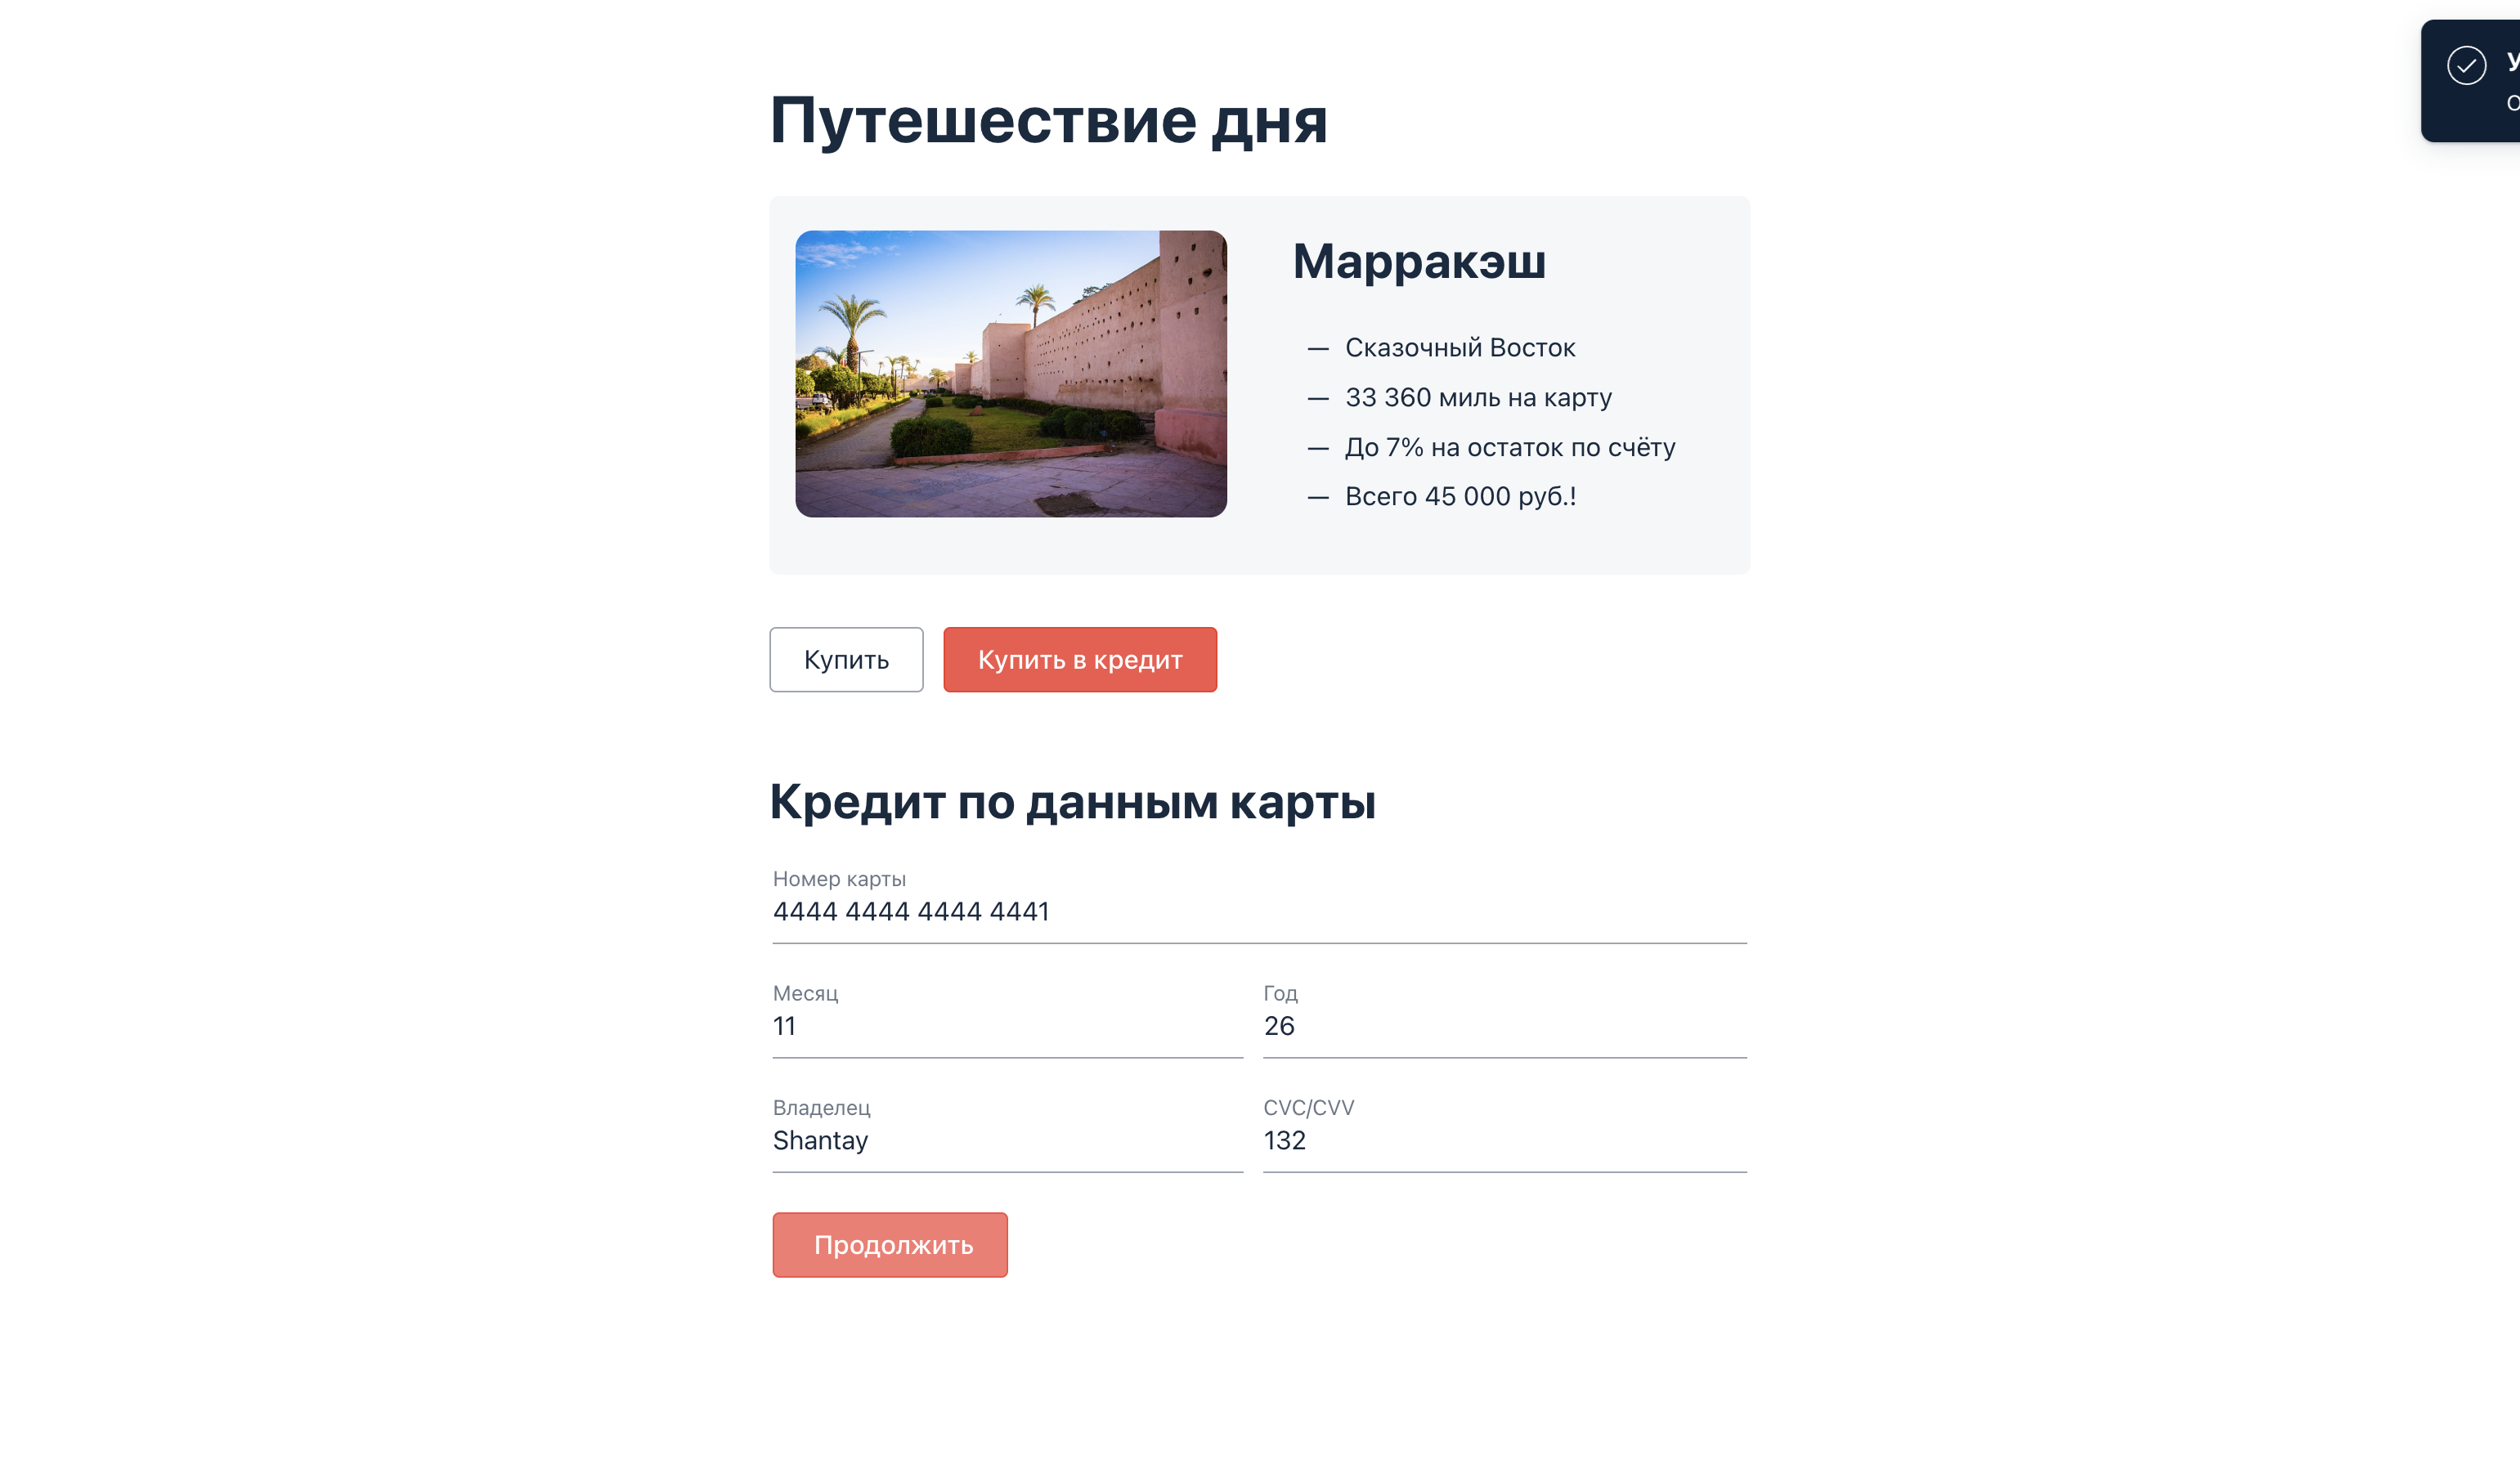 Путешествие дня
Марракэш
— Сказочный Восток
— 33 360 миль на карту
— До 7% на остаток по счёту
— Всего 45 000 руб.!
Купить
Купить в кредит
Кредит по данным карты
Номер карты
4444 4444 4444 4441
Месяц
11
Год
26
Владелец
Shantay
CVC/CVV
132
Продолжить